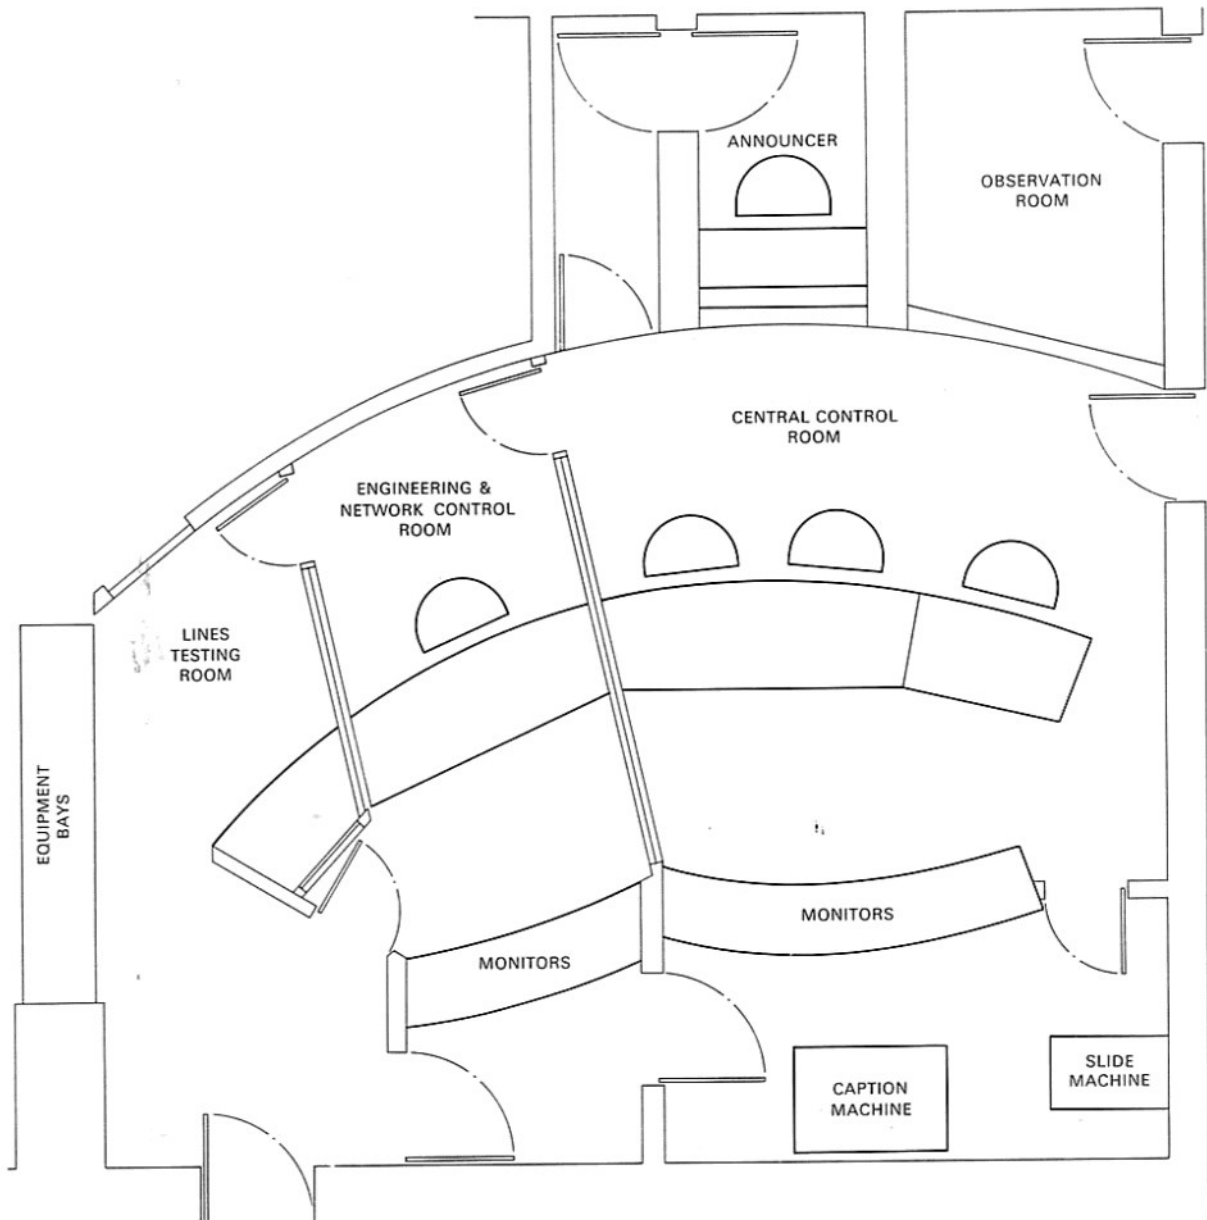 ANNOUNCER
OBSERVATION
ROOM
CENTRAL CONTROL
ROOM
ENGINEERING &
NETWORK CONTROL
ROOM
LINES
TESTING
ROOM
EQUIPMENT
BAYS
MONITORS
MONITORS
CAPTION
MACHINE
SLIDE
MACHINE